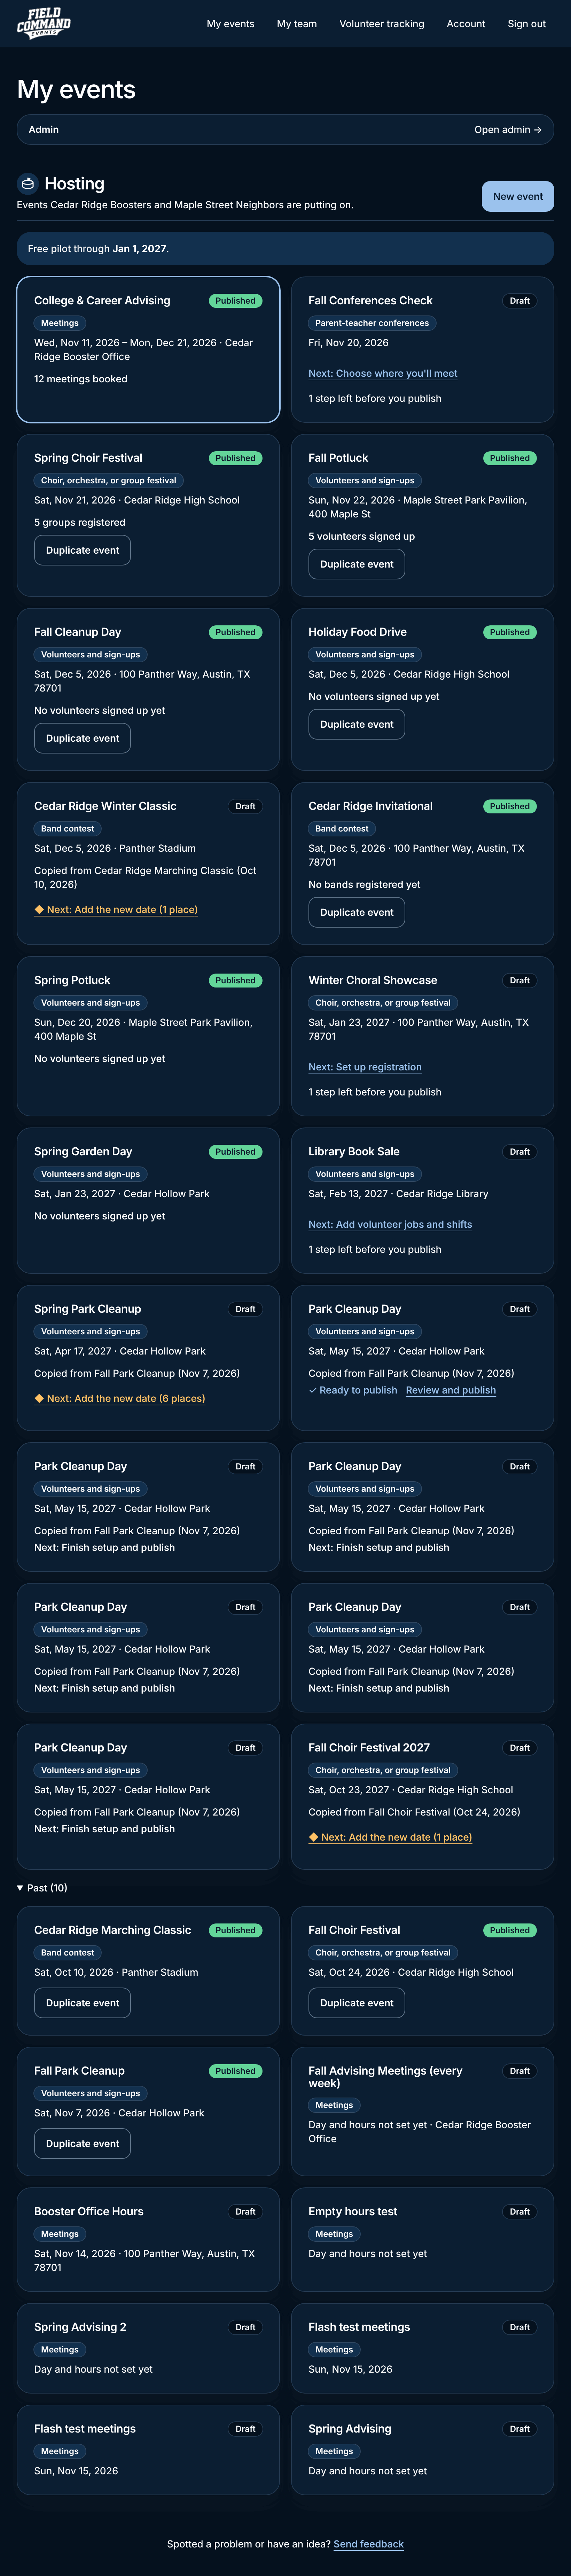 FIELD
COMMAND
EVENTS
My events
My team
Volunteer tracking
Account
Sign out
My events
Admin
Open admin →
Hosting
Events Cedar Ridge Boosters and Maple Street Neighbors are putting on.
New event
Free pilot through Jan 1, 2027.
College & Career Advising
Published
Meetings
Wed, Nov 11, 2026 – Mon, Dec 21, 2026 · Cedar
Ridge Booster Office
12 meetings booked
Fall Conferences Check
Draft
Parent-teacher conferences
Fri, Nov 20, 2026
Next: Choose where you'll meet
1 step left before you publish
Spring Choir Festival
Published
Choir, orchestra, or group festival
Sat, Nov 21, 2026 · Cedar Ridge High School
5 groups registered
Duplicate event
Fall Potluck
Published
Volunteers and sign-ups
Sun, Nov 22, 2026 · Maple Street Park Pavilion,
400 Maple St
5 volunteers signed up
Duplicate event
Fall Cleanup Day
Published
Volunteers and sign-ups
Sat, Dec 5, 2026 · 100 Panther Way, Austin, TX
78701
No volunteers signed up yet
Duplicate event
Holiday Food Drive
Published
Volunteers and sign-ups
Sat, Dec 5, 2026 · Cedar Ridge High School
No volunteers signed up yet
Duplicate event
Cedar Ridge Winter Classic
Draft
Band contest
Sat, Dec 5, 2026 · Panther Stadium
Copied from Cedar Ridge Marching Classic (Oct
10, 2026)
◆ Next: Add the new date (1 place)
Cedar Ridge Invitational
Published
Band contest
Sat, Dec 5, 2026 · 100 Panther Way, Austin, TX
78701
No bands registered yet
Duplicate event
Spring Potluck
Published
Volunteers and sign-ups
Sun, Dec 20, 2026 · Maple Street Park Pavilion,
400 Maple St
No volunteers signed up yet
Winter Choral Showcase
Draft
Choir, orchestra, or group festival
Sat, Jan 23, 2027 · 100 Panther Way, Austin, TX
78701
Next: Set up registration
1 step left before you publish
Spring Garden Day
Published
Volunteers and sign-ups
Sat, Jan 23, 2027 · Cedar Hollow Park
No volunteers signed up yet
Library Book Sale
Draft
Volunteers and sign-ups
Sat, Feb 13, 2027 · Cedar Ridge Library
Next: Add volunteer jobs and shifts
1 step left before you publish
Spring Park Cleanup
Draft
Volunteers and sign-ups
Sat, Apr 17, 2027 · Cedar Hollow Park
Copied from Fall Park Cleanup (Nov 7, 2026)
◆ Next: Add the new date (6 places)
Park Cleanup Day
Draft
Volunteers and sign-ups
Sat, May 15, 2027 · Cedar Hollow Park
Copied from Fall Park Cleanup (Nov 7, 2026)
✓ Ready to publish Review and publish
Park Cleanup Day
Draft
Volunteers and sign-ups
Sat, May 15, 2027 · Cedar Hollow Park
Copied from Fall Park Cleanup (Nov 7, 2026)
Next: Finish setup and publish
Park Cleanup Day
Draft
Volunteers and sign-ups
Sat, May 15, 2027 · Cedar Hollow Park
Copied from Fall Park Cleanup (Nov 7, 2026)
Next: Finish setup and publish
Park Cleanup Day
Draft
Volunteers and sign-ups
Sat, May 15, 2027 · Cedar Hollow Park
Copied from Fall Park Cleanup (Nov 7, 2026)
Next: Finish setup and publish
Park Cleanup Day
Draft
Volunteers and sign-ups
Sat, May 15, 2027 · Cedar Hollow Park
Copied from Fall Park Cleanup (Nov 7, 2026)
Next: Finish setup and publish
Park Cleanup Day
Draft
Volunteers and sign-ups
Sat, May 15, 2027 · Cedar Hollow Park
Copied from Fall Park Cleanup (Nov 7, 2026)
Next: Finish setup and publish
Fall Choir Festival 2027
Draft
Choir, orchestra, or group festival
Sat, Oct 23, 2027 · Cedar Ridge High School
Copied from Fall Choir Festival (Oct 24, 2026)
◆ Next: Add the new date (1 place)
▼ Past (10)
Cedar Ridge Marching Classic
Published
Band contest
Sat, Oct 10, 2026 · Panther Stadium
Duplicate event
Fall Choir Festival
Published
Choir, orchestra, or group festival
Sat, Oct 24, 2026 · Cedar Ridge High School
Duplicate event
Fall Park Cleanup
Published
Volunteers and sign-ups
Sat, Nov 7, 2026 · Cedar Hollow Park
Duplicate event
Fall Advising Meetings (every
week)
Draft
Meetings
Day and hours not set yet · Cedar Ridge Booster
Office
Booster Office Hours
Draft
Meetings
Sat, Nov 14, 2026 · 100 Panther Way, Austin, TX
78701
Empty hours test
Draft
Meetings
Day and hours not set yet
Spring Advising 2
Draft
Meetings
Day and hours not set yet
Flash test meetings
Draft
Meetings
Sun, Nov 15, 2026
Flash test meetings
Draft
Meetings
Sun, Nov 15, 2026
Spring Advising
Draft
Meetings
Day and hours not set yet
Spotted a problem or have an idea? Send feedback